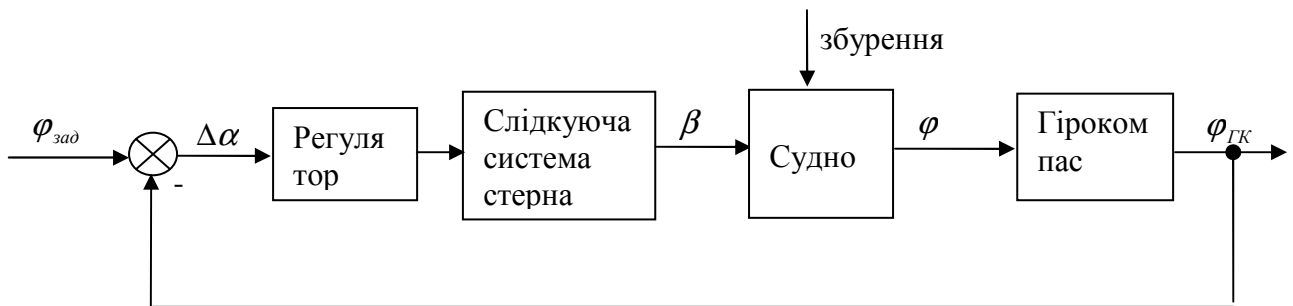 збурення
φзад
Δα
-
Регуля
тор
Слідкуюча
система
стерна
β
Судно
φ
Гіроком
пас
φГК